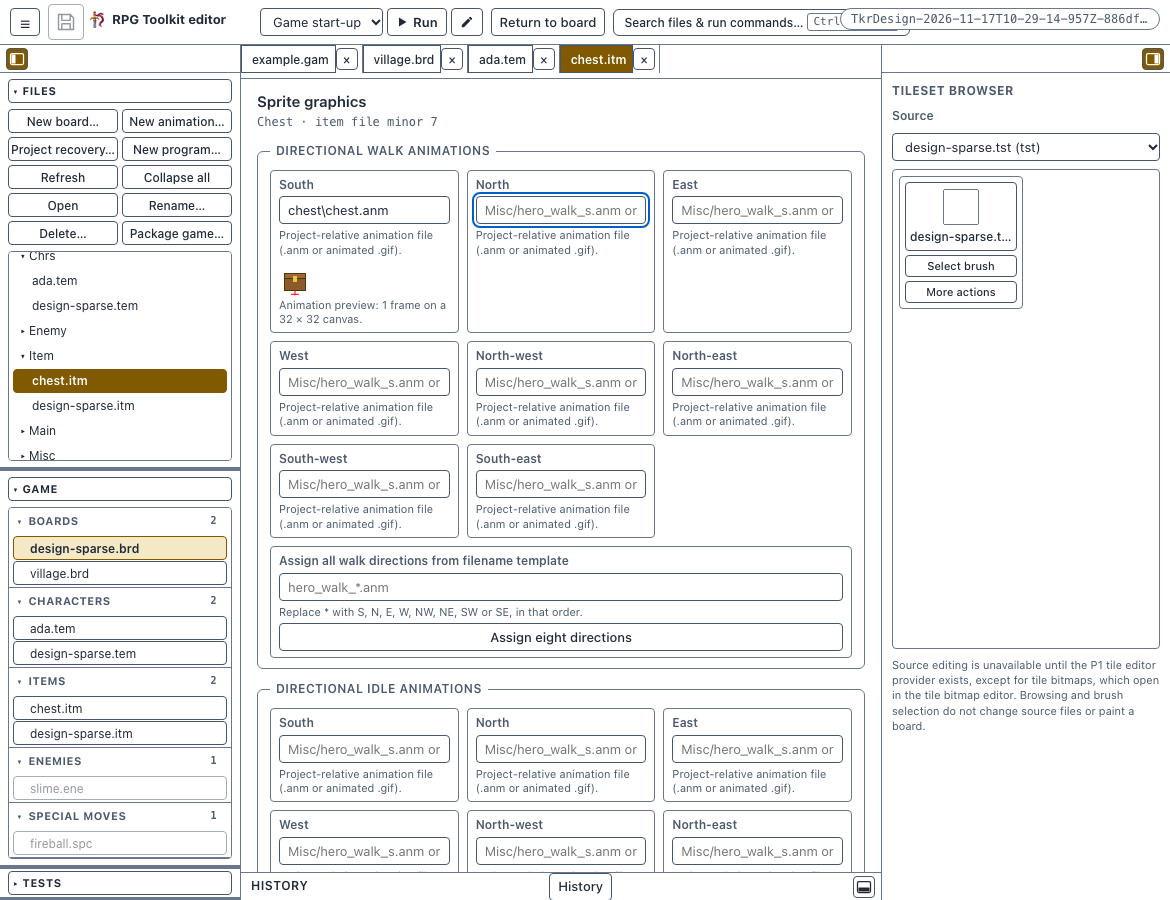 RPG Toolkit editor
Game start-up
Run
Return to board
Search files & run commands...
Ctrl
TkrDesign-2026-11-17T10-29-14-957Z-886df…
FILES
New board...
New animation...
Project recovery...
New program...
Refresh
Collapse all
Open
Rename...
Delete...
Package game...
Chrs
ada.tem
design-sparse.tem
Enemy
Item
chest.itm
design-sparse.itm
Main
Misc
GAME
BOARDS 2
design-sparse.brd
village.brd
CHARACTERS 2
ada.tem
design-sparse.tem
ITEMS 2
chest.itm
design-sparse.itm
ENEMIES 1
slime.ene
SPECIAL MOVES 1
fireball.spc
TESTS
example.gam ×
village.brd ×
ada.tem ×
chest.itm ×
Sprite graphics
Chest · item file minor 7
DIRECTIONAL WALK ANIMATIONS
South
chest\chest.anm
Project-relative animation file
(.anm or animated .gif).
Animation preview: 1 frame on a
32 × 32 canvas.
North
Misc/hero_walk_s.anm or
Project-relative animation file
(.anm or animated .gif).
East
Misc/hero_walk_s.anm or
Project-relative animation file
(.anm or animated .gif).
West
Misc/hero_walk_s.anm or
Project-relative animation file
(.anm or animated .gif).
North-west
Misc/hero_walk_s.anm or
Project-relative animation file
(.anm or animated .gif).
North-east
Misc/hero_walk_s.anm or
Project-relative animation file
(.anm or animated .gif).
South-west
Misc/hero_walk_s.anm or
Project-relative animation file
(.anm or animated .gif).
South-east
Misc/hero_walk_s.anm or
Project-relative animation file
(.anm or animated .gif).
Assign all walk directions from filename template
hero_walk_*.anm
Replace * with S, N, E, W, NW, NE, SW or SE, in that order.
Assign eight directions
DIRECTIONAL IDLE ANIMATIONS
South
Misc/hero_walk_s.anm or
Project-relative animation file
(.anm or animated .gif).
North
Misc/hero_walk_s.anm or
Project-relative animation file
(.anm or animated .gif).
East
Misc/hero_walk_s.anm or
Project-relative animation file
(.anm or animated .gif).
West
Misc/hero_walk_s.anm or
North-west
Misc/hero_walk_s.anm or
North-east
Misc/hero_walk_s.anm or
HISTORY
History
TILESET BROWSER
Source
design-sparse.tst (tst)
design-sparse.t...
Select brush
More actions
Source editing is unavailable until the P1 tile editor
provider exists, except for tile bitmaps, which open
in the tile bitmap editor. Browsing and brush
selection do not change source files or paint a
board.